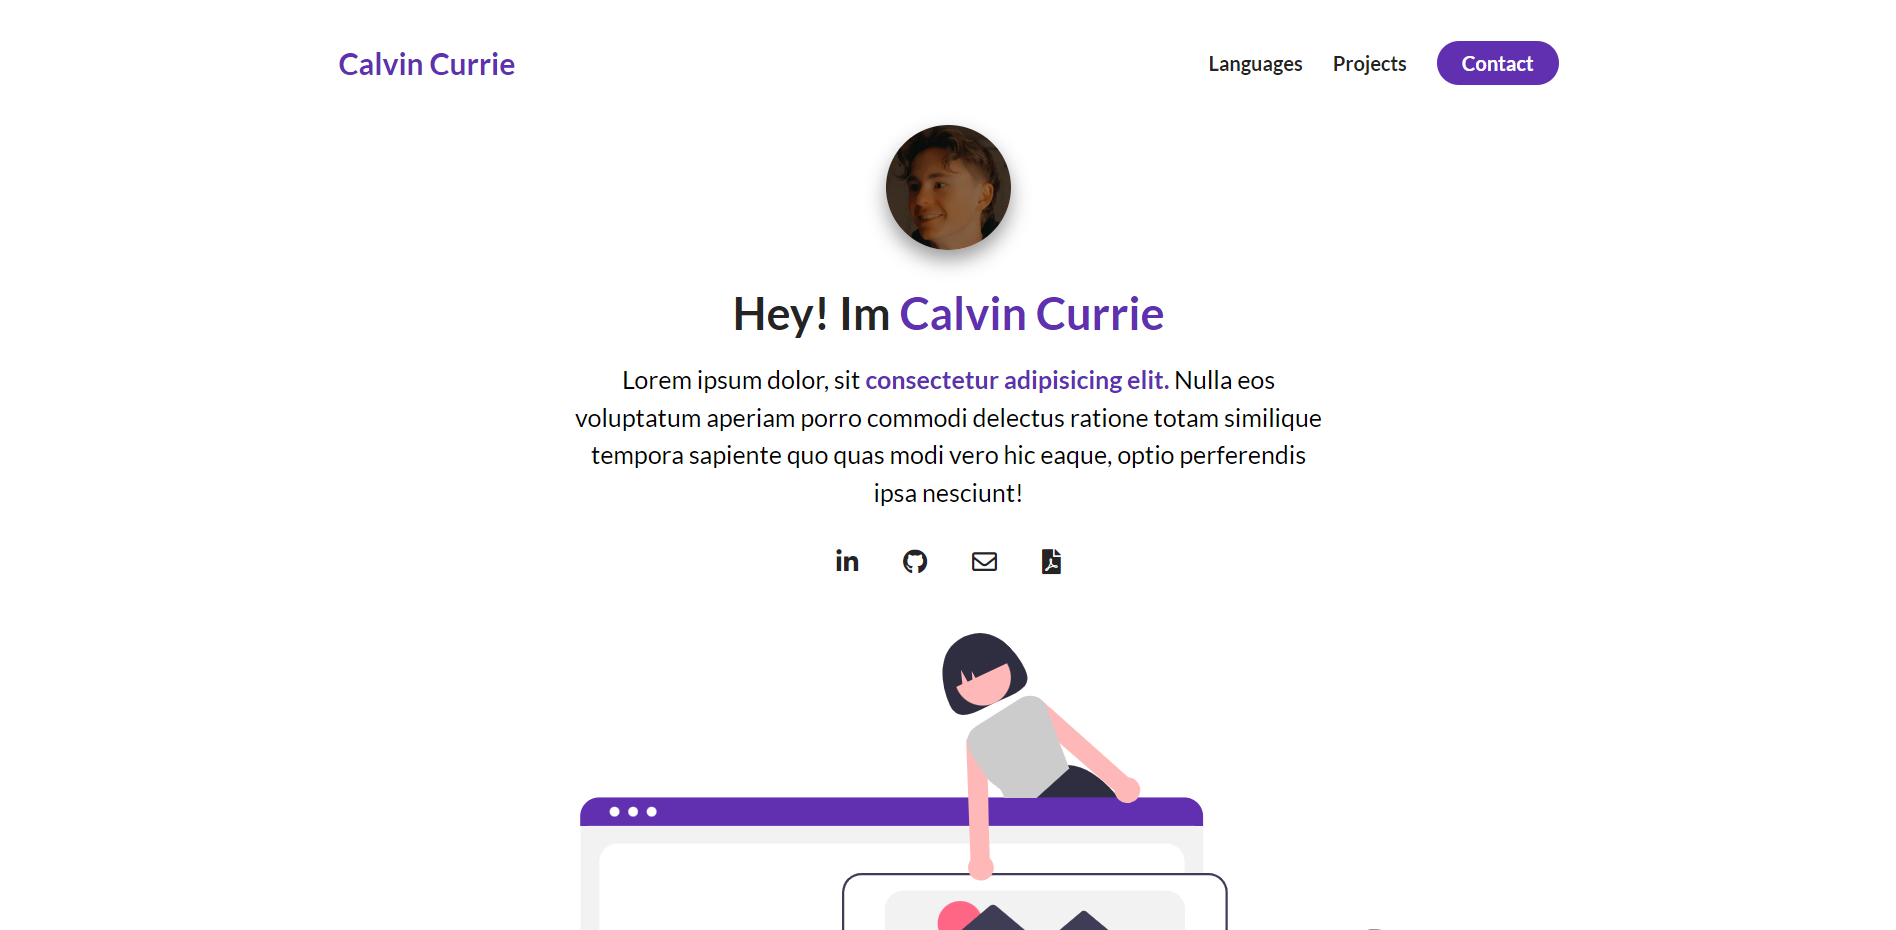 Calvin Currie
Languages
Projects
Contact
Hey! Im Calvin Currie
Lorem ipsum dolor, sit consectetur adipisicing elit. Nulla eos
voluptatum aperiam porro commodi delectus ratione totam similique
tempora sapiente quo quas modi vero hic eaque, optio perferendis
ipsa nesciunt!
in